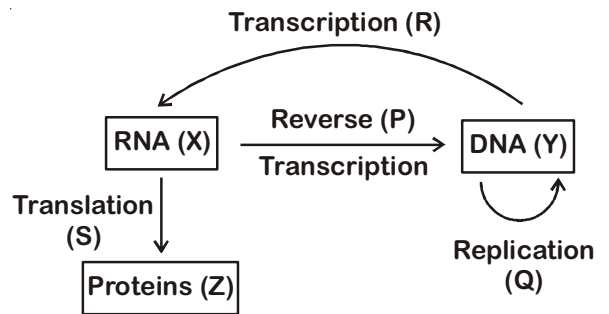 Transcription (R)
RNA (X)
Reverse (P)
Transcription
DNA (Y)
Translation
(S)
Replication
(Q)
Proteins (Z)